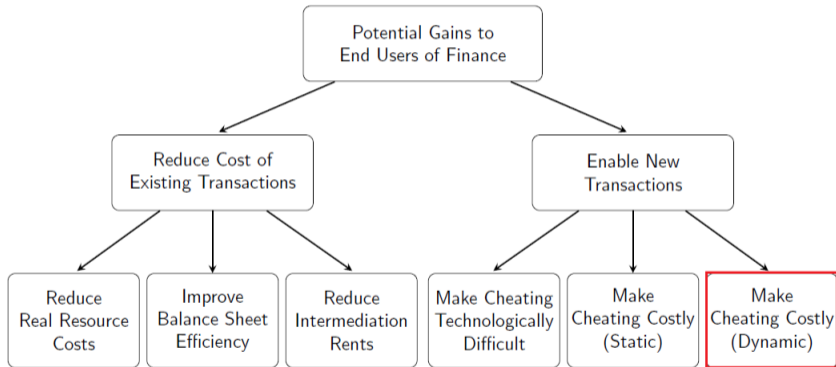 Potential Gains to
End Users of Finance
Reduce Cost of
Existing Transactions
Enable New
Transactions
Reduce
Real Resource
Costs
Improve
Balance Sheet
Efficiency
Reduce
Intermediation
Rents
Make Cheating
Technologically
Difficult
Make
Cheating Costly
(Static)
Make
Cheating Costly
(Dynamic)